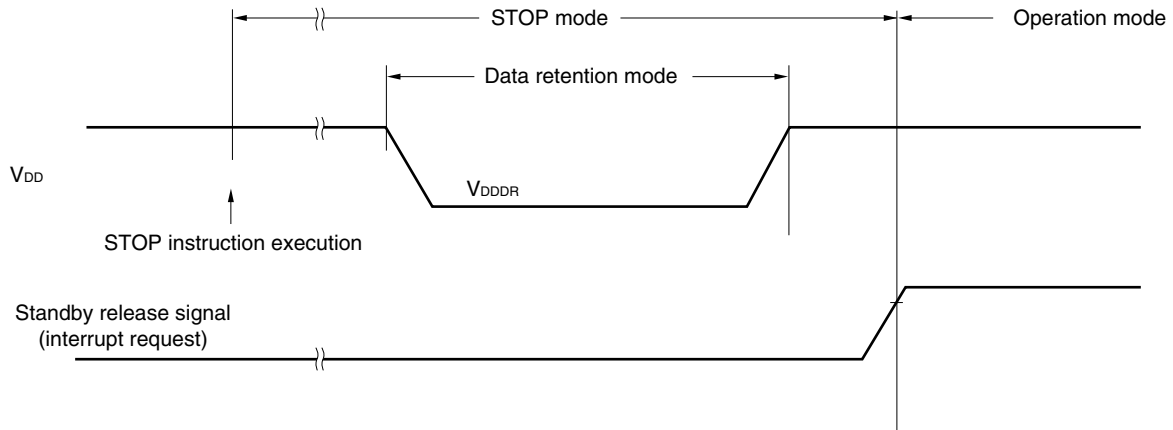 STOP mode
Operation mode
Data retention mode
VDD
VDDDR
STOP instruction execution
Standby release signal
(interrupt request)